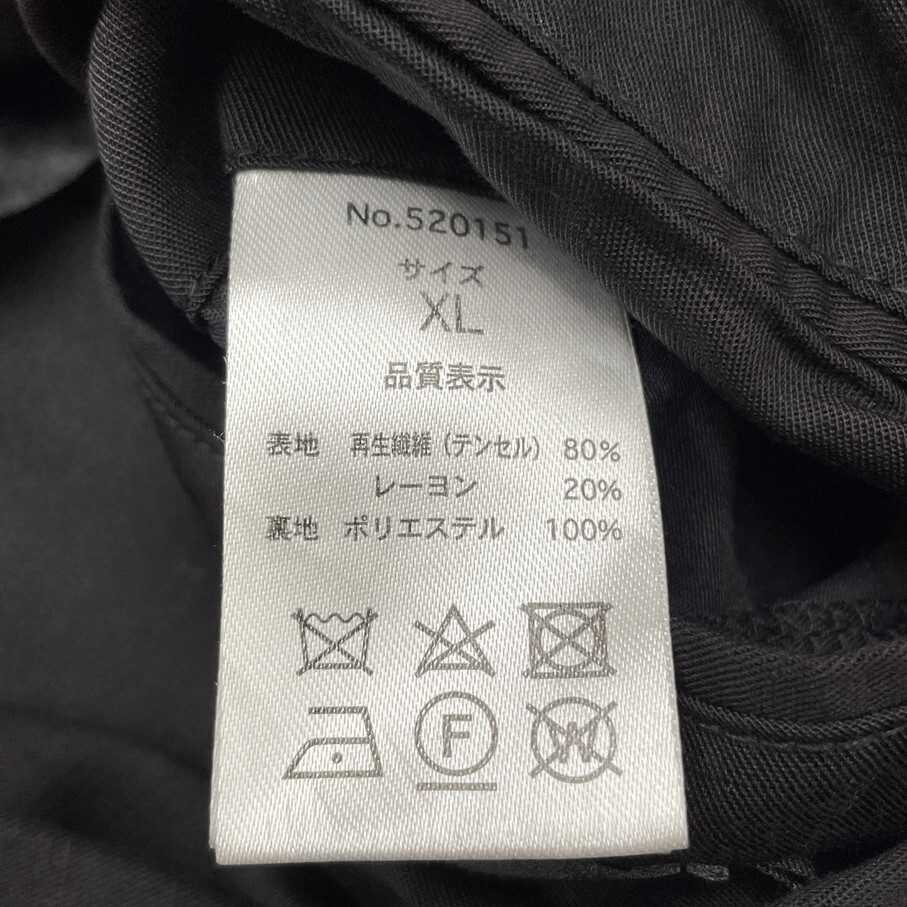 No.520151
サイズ
XL
品質表示
表地 再生繊維（テンセル） 80%
レーヨン 20%
裏地 ポリエステル 100%
F
W